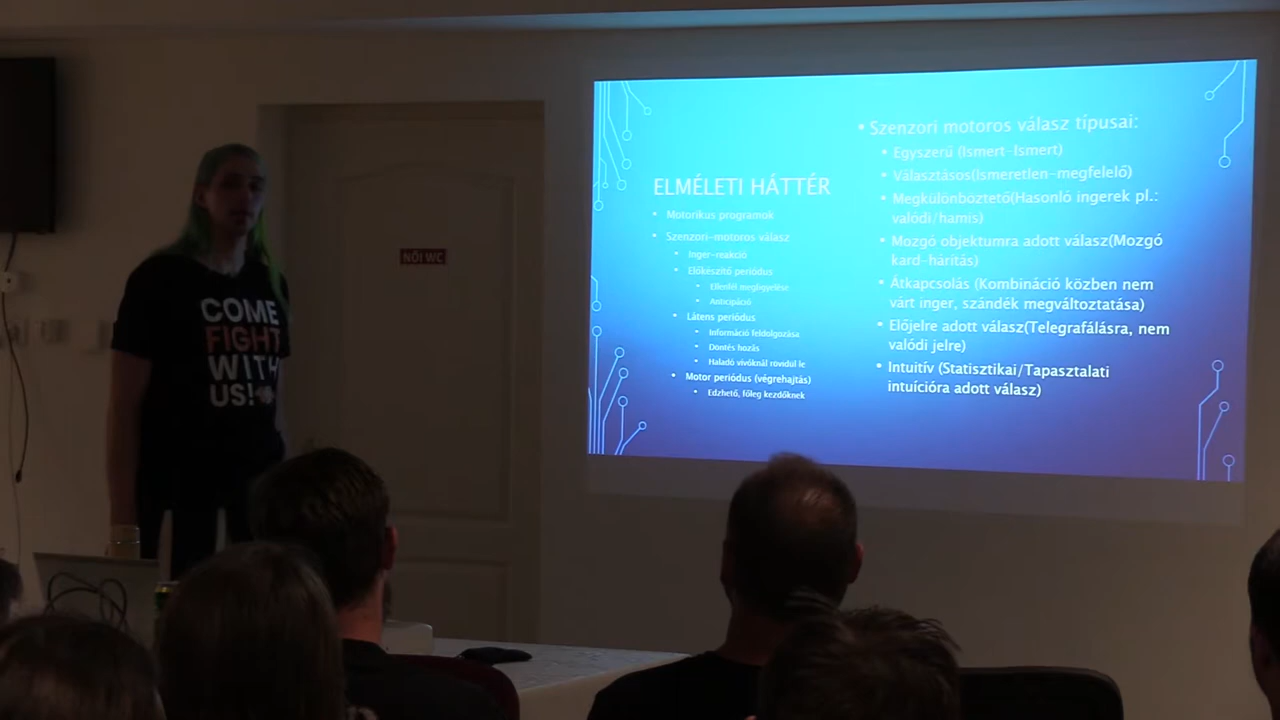 COME
FIGHT
WITH
US!
NŐI WC
ELMÉLETI HÁTTÉR
• Motorikus programok
• Szenzori-motoros válasz
• Inger-reakció
• Előkészítő periódus
• Ellenfél megfigyelése
• Anticipáció
• Látens periódus
• Információ feldolgozása
• Döntés hozás
• Haladó vívóknál rövidül le
• Motor periódus (végrehajtás)
• Edzhető, főleg kezdőknek
• Szenzori motoros válasz típusai:
• Egyszerű (Ismert-Ismert)
• Választásos(Ismeretlen-megfelelő)
• Megkülönböztető(Hasonló ingerek pl.:
valódi/hamis)
• Mozgó objektumra adott válasz(Mozgó
kard-hárítás)
• Átkapcsolás (Kombináció közben nem
várt inger, szándék megváltoztatása)
• Előjelre adott válasz(Telegrafálásra, nem
valódi jelre)
• Intuitív (Statisztikai/Tapasztalati
intuícióra adott válasz)